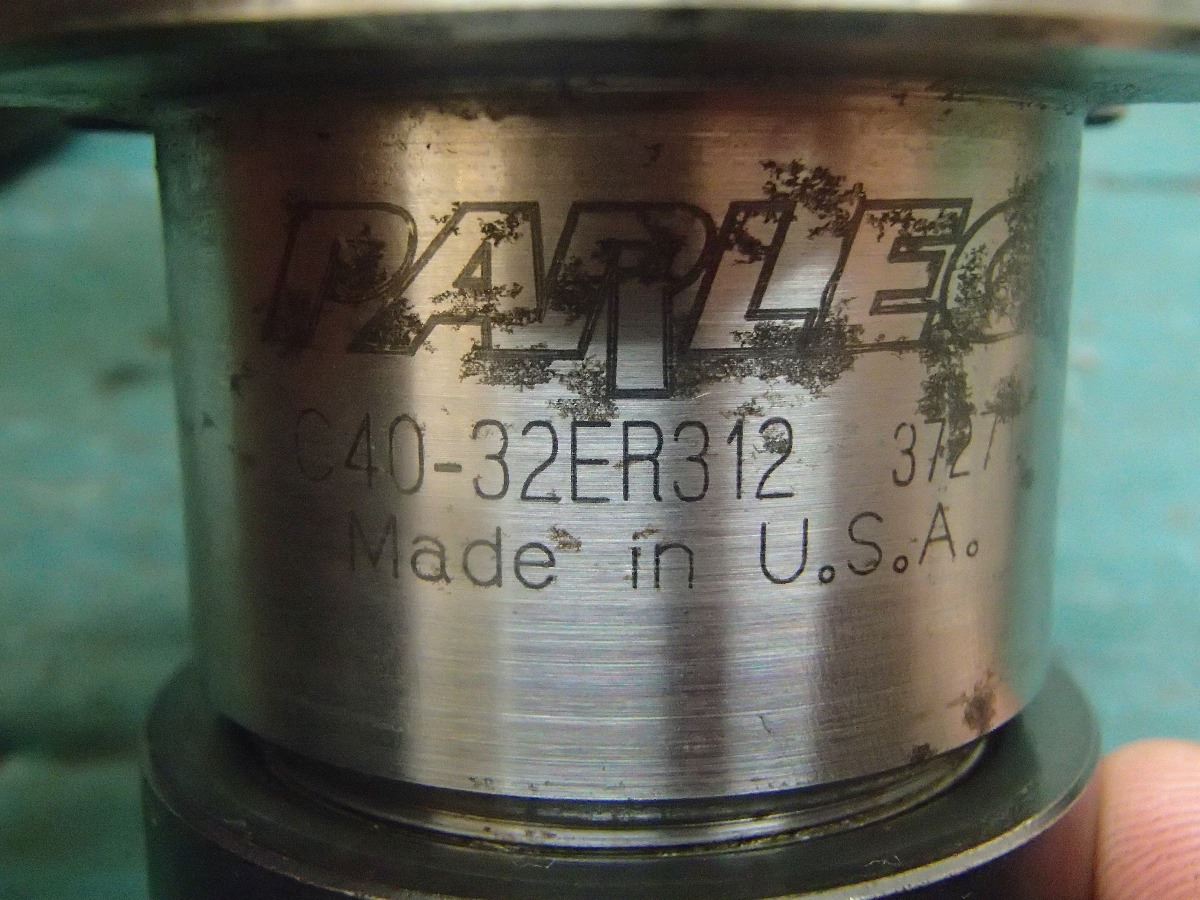 PARLEC
C40-32ER312 3727
Made in U.S.A.